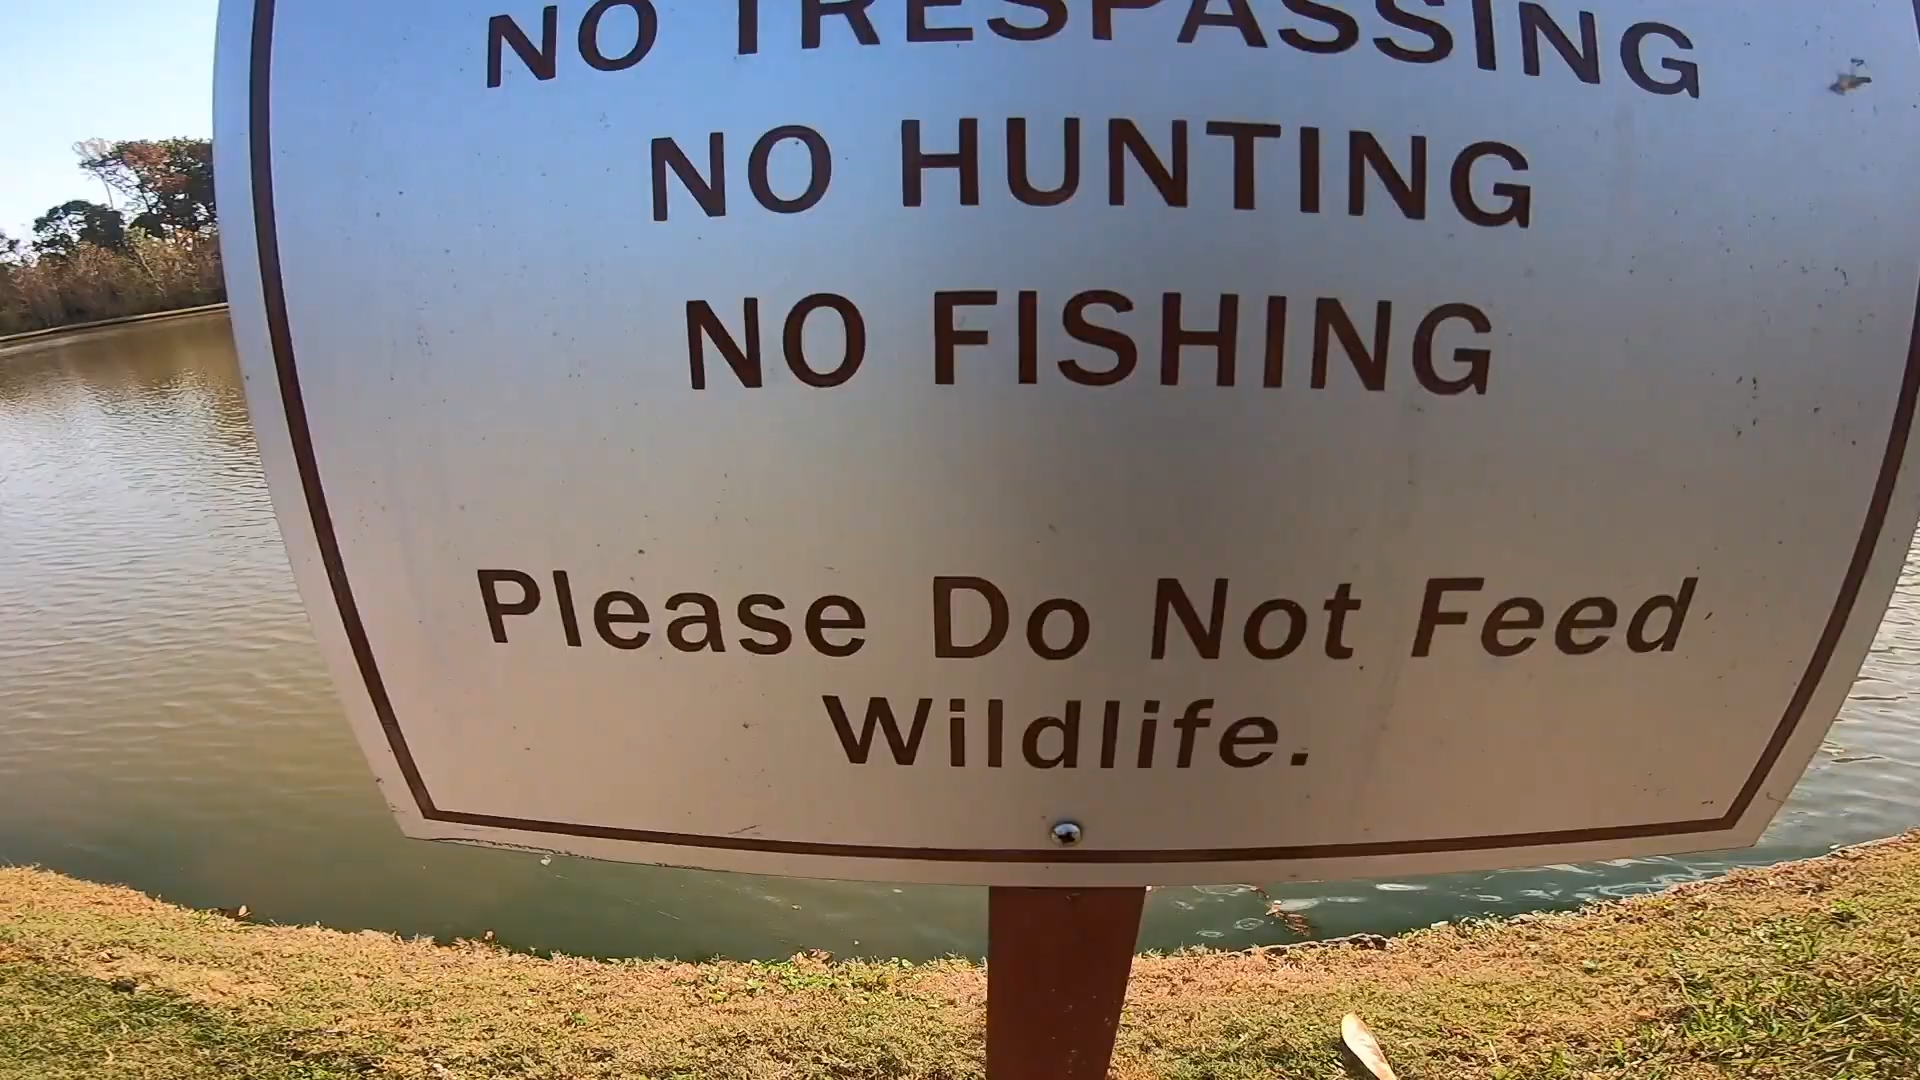 NO TRESPASSING
NO HUNTING
NO FISHING
Please Do Not Feed
Wildlife.